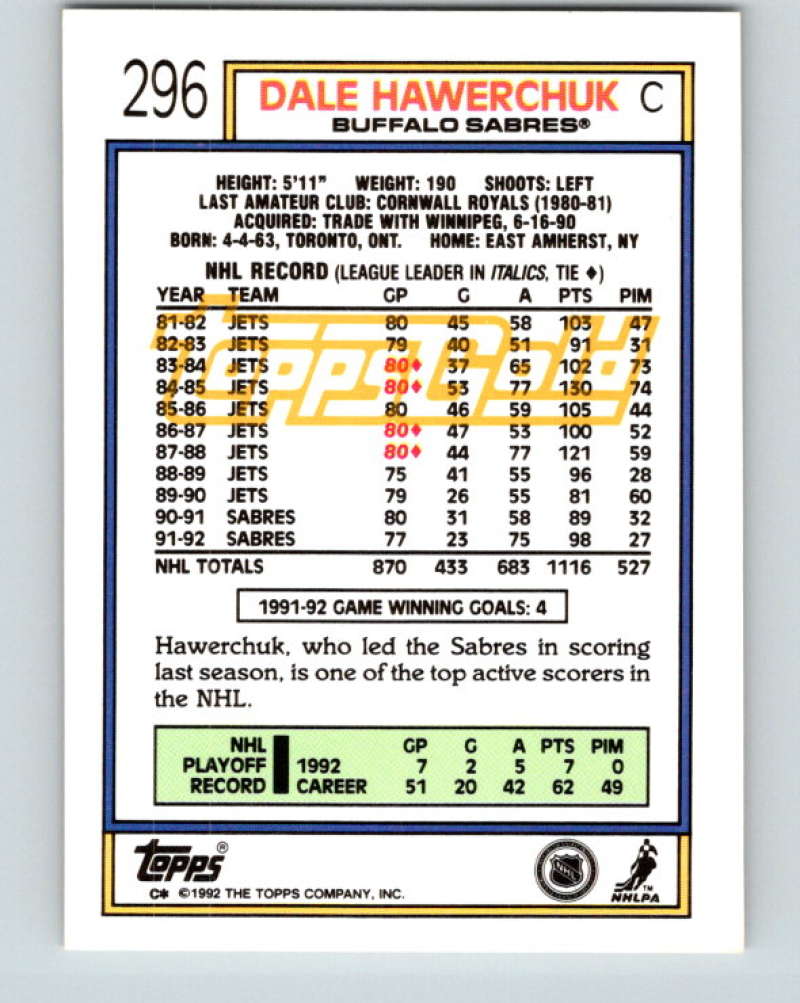 296
DALE HAWERCHUK C
BUFFALO SABRES®
HEIGHT: 5'11" WEIGHT: 190 SHOOTS: LEFT
LAST AMATEUR CLUB: CORNWALL ROYALS (1980-81)
ACQUIRED: TRADE WITH WINNIPEG, 6-16-90
BORN: 4-4-63, TORONTO, ONT. HOME: EAST AMHERST, NY
NHL RECORD (LEAGUE LEADER IN ITALICS, TIE ♦)
YEAR TEAM GP G A PTS PIM
81-82 JETS 80 45 58 103 47
82-83 JETS 79 40 51 91 31
83-84 JETS 80♦ 37 65 102 73
84-85 JETS 80♦ 53 77 130 74
85-86 JETS 80 46 59 105 44
86-87 JETS 80♦ 47 53 100 52
87-88 JETS 80♦ 44 77 121 59
88-89 JETS 75 41 55 96 28
89-90 JETS 79 26 55 81 60
90-91 SABRES 80 31 58 89 32
91-92 SABRES 77 23 75 98 27
NHL TOTALS 870 433 683 1116 527
ToppsGold
1991-92 GAME WINNING GOALS: 4
Hawerchuk, who led the Sabres in scoring
last season, is one of the top active scorers in
the NHL.
NHL GP G A PTS PIM
PLAYOFF 1992 7 2 5 7 0
RECORD CAREER 51 20 42 62 49
TOPPS®
C* ©1992 THE TOPPS COMPANY, INC.
NHL
TM
NHLPA